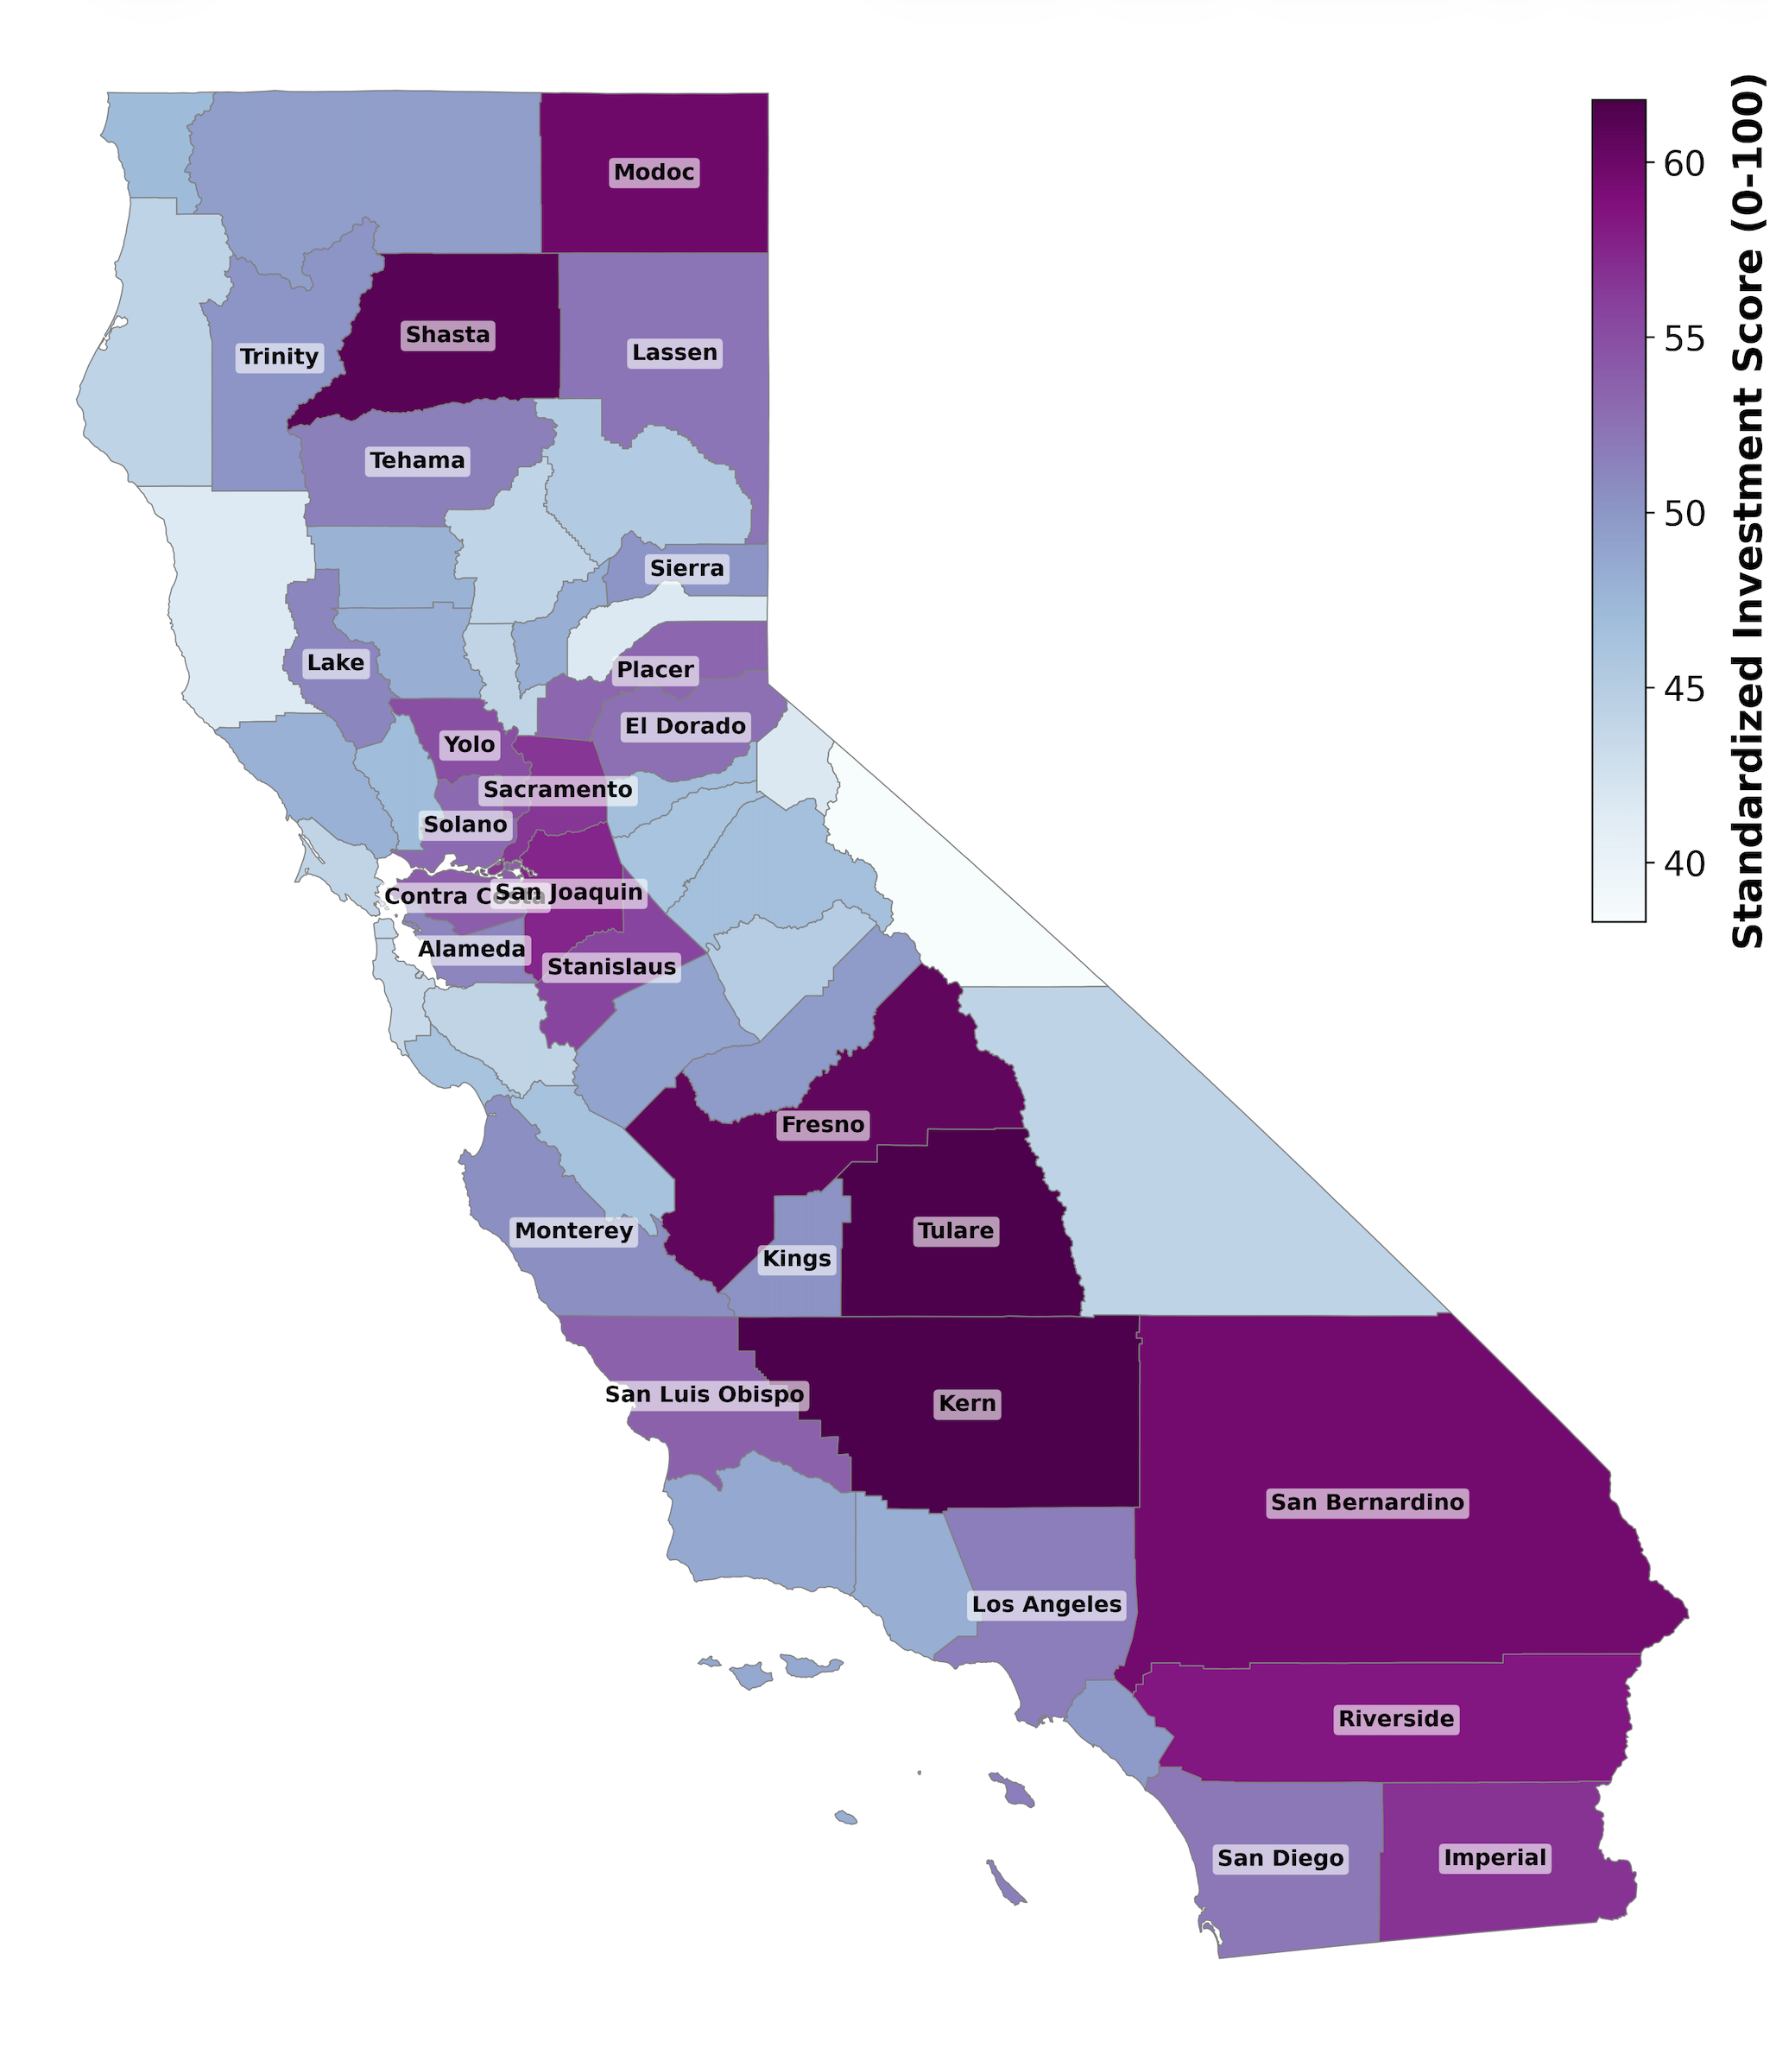 Modoc
Shasta
Trinity
Lassen
Tehama
Sierra
Lake
Placer
El Dorado
Yolo
Sacramento
Solano
Contra Costa
San Joaquin
Alameda
Stanislaus
Fresno
Monterey
Tulare
Kings
San Luis Obispo
Kern
San Bernardino
Los Angeles
Riverside
San Diego
Imperial
60
55
50
45
40
Standardized Investment Score (0-100)